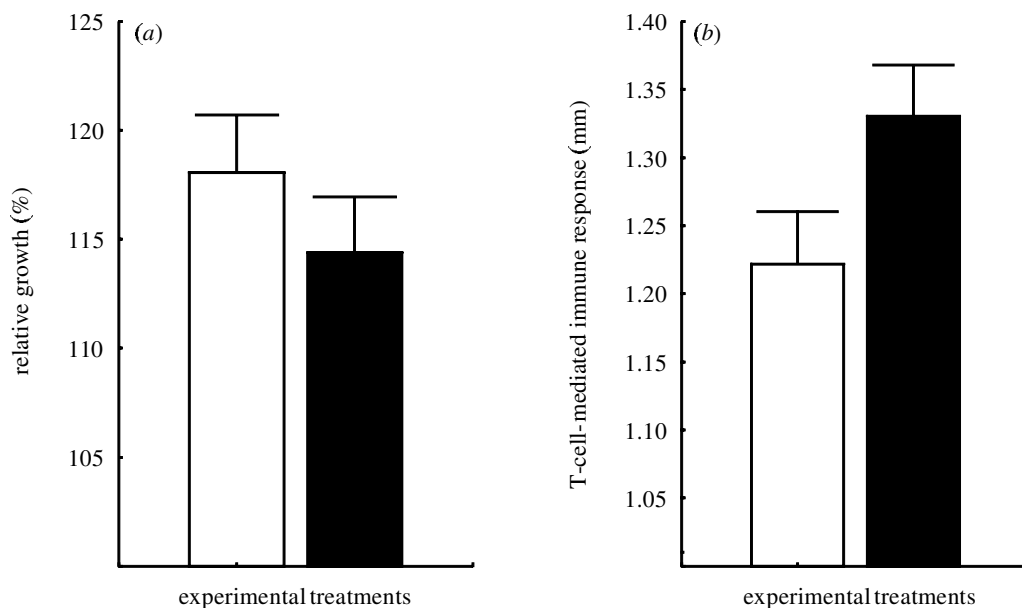 (a)
125
120
115
110
105
relative growth (%)
experimental treatments
(b)
1.40
1.35
1.30
1.25
1.20
1.15
1.10
1.05
T-cell-mediated immune response (mm)
experimental treatments